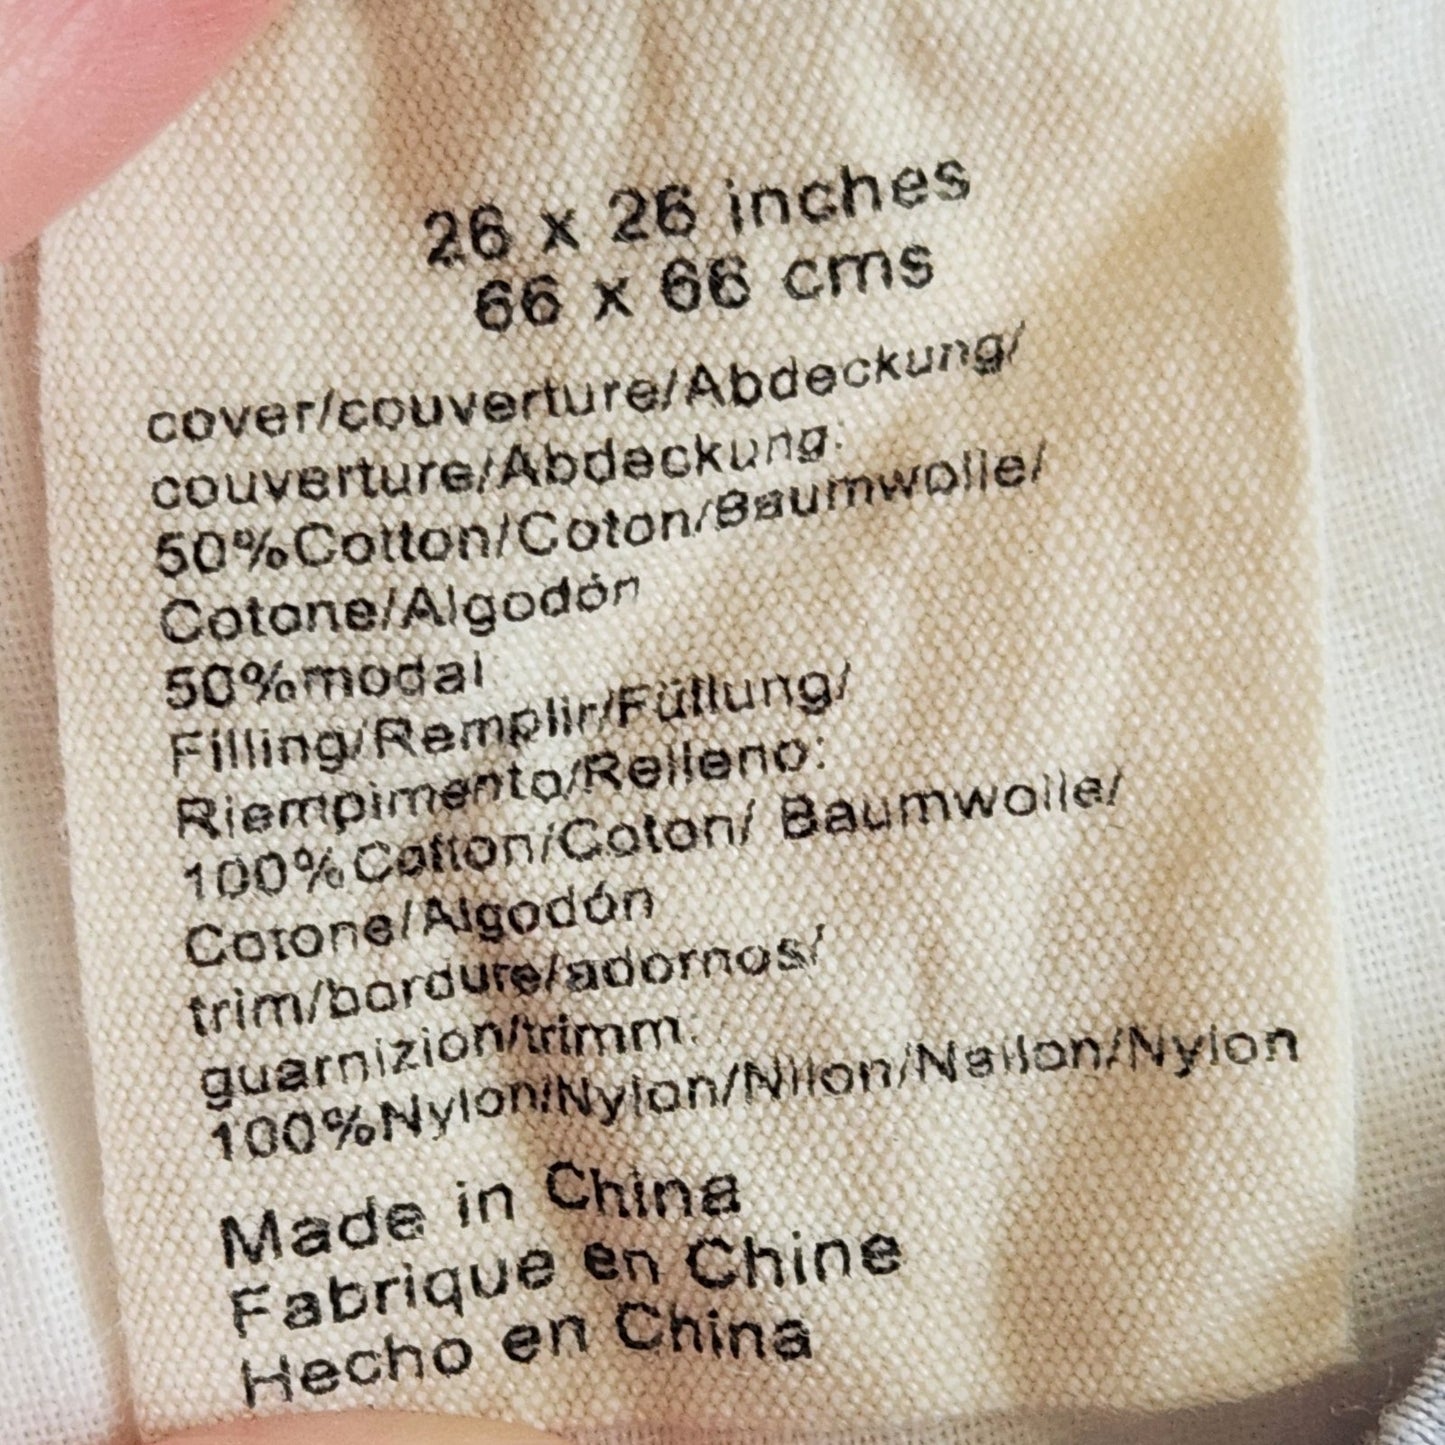 26 x 26 inches
66 x 66 cms
cover/couverture/Abdeckung/
couverture/Abdeckung:
50%Cotton/Coton/Baumwolle/
Cotone/Algodón
50%modal
Filling/Remplir/Füllung/
Riempimento/Relleno:
100%Cotton/Coton/ Baumwolle/
Cotone/Algodón
trim/bordure/adornos/
guarnizion/trimm:
100%Nylon/Nylon/Nilon/Nailon/Nylon
Made in China
Fabrique en Chine
Hecho en China